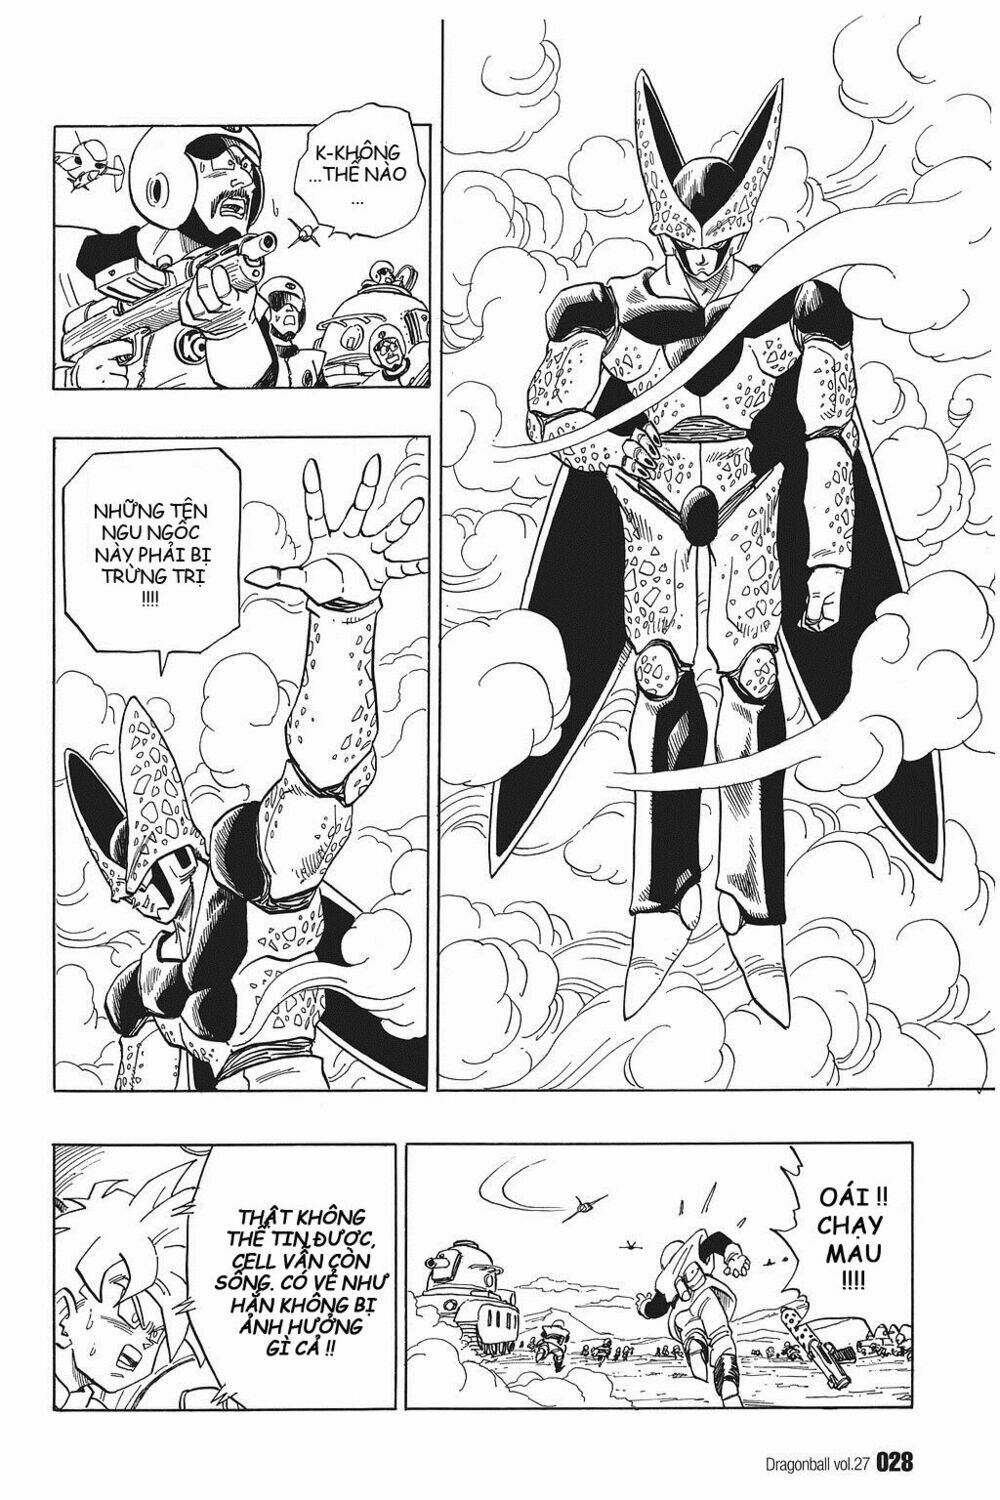 K-KHÔNG
...THỂ NÀO
...
NHỮNG TÊN
NGU NGỐC
NÀY PHẢI BỊ
TRỪNG TRỊ
!!!!
OÁI !!
CHẠY
MAU
!!!!
THẬT KHÔNG
THỂ TIN ĐƯỢC,
CELL VẪN CÒN
SỐNG. CÓ VẺ NHƯ
HẮN KHÔNG BỊ
ẢNH HƯỞNG
GÌ CẢ !!
Dragonball vol.27 028